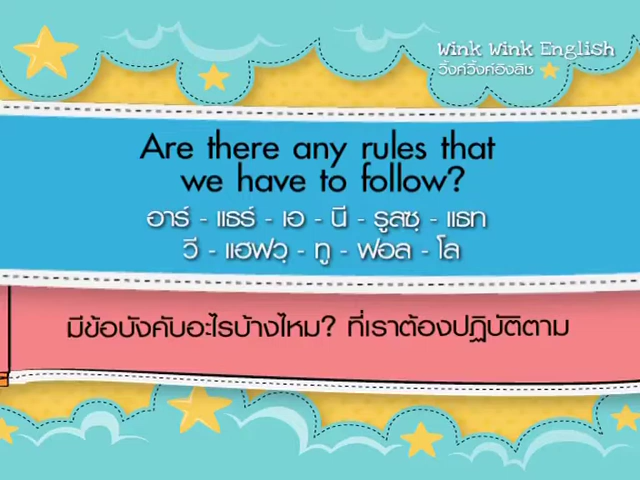 Wink Wink English
วิ้งค์วิ้งค์อิงลิช
Are there any rules that
we have to follow?
อาร์ - แธร์ - เอ - นี - รูลซฺ - แธท
วี - แฮฟวฺ - ทู - ฟอล - โล
มีข้อบังคับอะไรบ้างไหม? ที่เราต้องปฏิบัติตาม